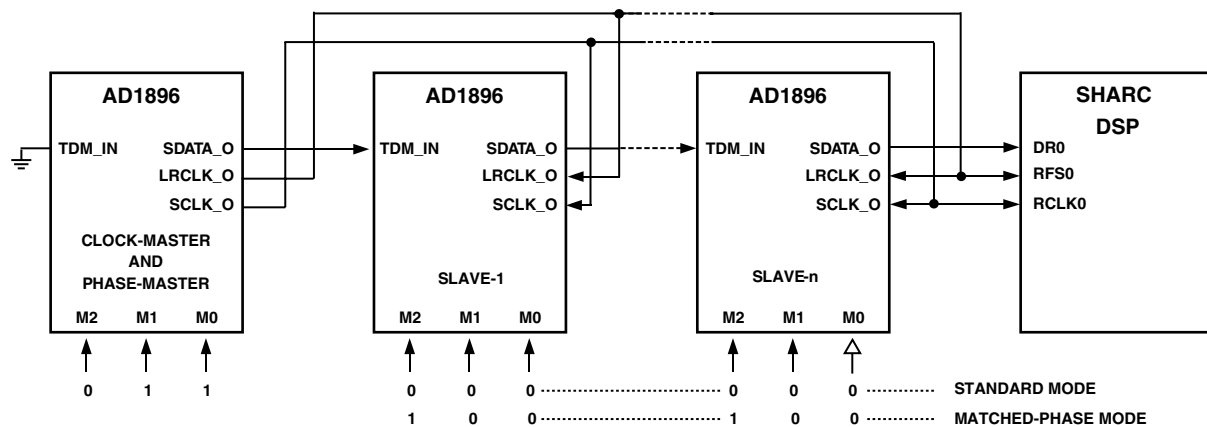 AD1896 AD1896 AD1896 SHARC
DSP
TDM_IN SDATA_O TDM_IN SDATA_O TDM_IN SDATA_O DR0
LRCLK_O LRCLK_O LRCLK_O RFS0
SCLK_O SCLK_O SCLK_O RCLK0
CLOCK-MASTER
AND
PHASE-MASTER SLAVE-1 SLAVE-n
M2 M1 M0 M2 M1 M0 M2 M1 M0
0 1 1 0 0 0 0 0 0 STANDARD MODE
1 0 0 1 0 0 MATCHED-PHASE MODE